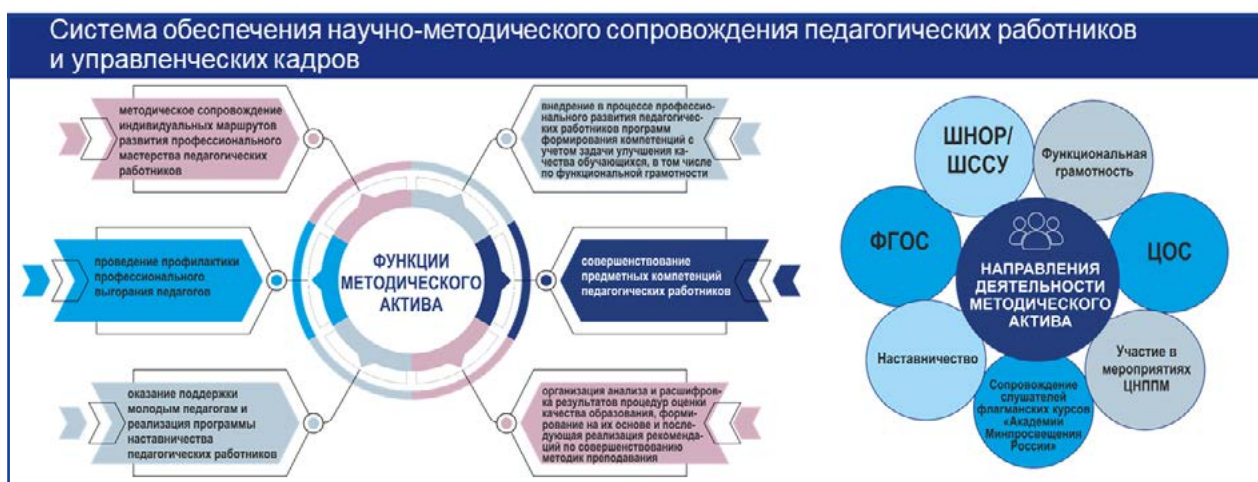 Система обеспечения научно-методического сопровождения педагогических работников
и управленческих кадров
методическое сопровождение
индивидуальных маршрутов
развития профессионального
мастерства педагогических
работников
проведение профилактики
профессионального
выгорания педагогов
оказание поддержки
молодым педагогам и
реализация программы
наставничества
педагогических работников
ФУНКЦИИ
МЕТОДИЧЕСКОГО
АКТИВА
внедрение в процессе профессио-
нального развития педагогичес-
ких работников программ
формирования компетенций с
учетом задачи улучшения ка-
чества обучающихся, в том числе
по функциональной грамотности
совершенствование
предметных компетенций
педагогических работников
организация анализа и расшифров-
ка результатов процедур оценки
качества образования, форми-
рование на их основе и пос-
ледующая реализация рекоменда-
ций по совершенствованию
методик преподавания
ШНОР/
ШССУ
Функциональная
грамотность
ФГОС
ЦОС
НАПРАВЛЕНИЯ
ДЕЯТЕЛЬНОСТИ
МЕТОДИЧЕСКОГО
АКТИВА
Наставничество
Участие в
мероприятиях
ЦНППМ
Сопровождение
слушателей
флагманских курсов
«Академии
Минпросвещения
России»